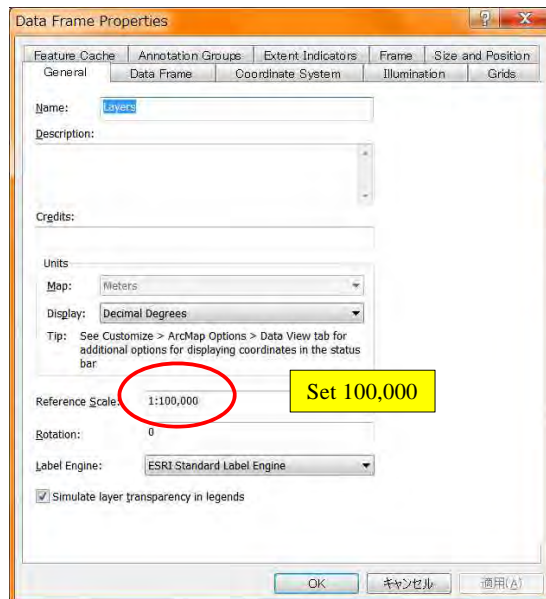 Data Frame Properties
Feature Cache Annotation Groups Extent Indicators Frame Size and Position
General Data Frame Coordinate System Illumination Grids
Name: Layers
Description:
Credits:
Units
Map: Meters
Display: Decimal Degrees
Tip: See Customize > ArcMap Options > Data View tab for
additional options for displaying coordinates in the status
bar
Reference Scale: 1:100,000
Set 100,000
Rotation: 0
Label Engine: ESRI Standard Label Engine
Simulate layer transparency in legends
OK キャンセル 適用(A)